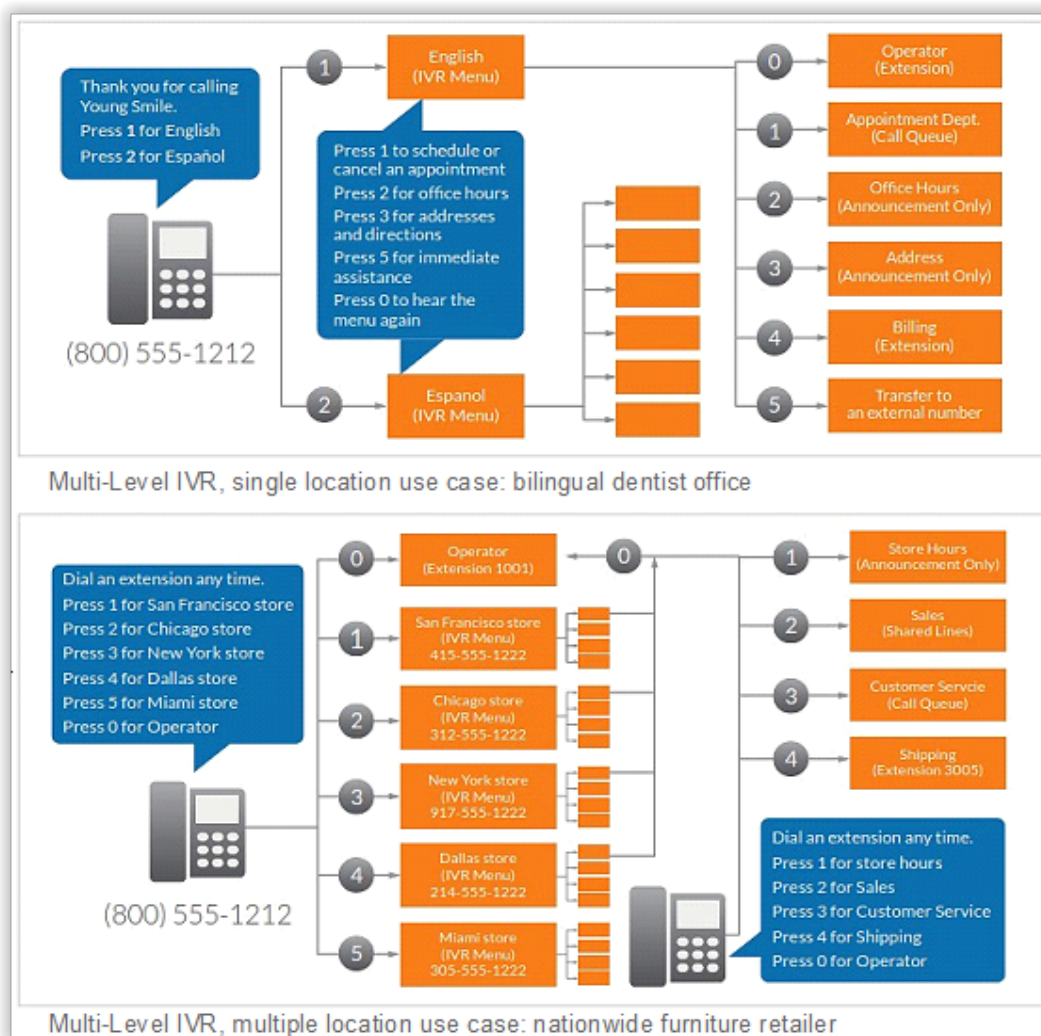 Thank you for calling
Young Smile.
Press 1 for English
Press 2 for Español
(800) 555-1212
1
English
(IVR Menu)
Press 1 to schedule or
cancel an appointment
Press 2 for office hours
Press 3 for addresses
and directions
Press 5 for immediate
assistance
Press 0 to hear the
menu again
2
Espanol
(IVR Menu)
0
Operator
(Extension)
1
Appointment Dept.
(Call Queue)
2
Office Hours
(Announcement Only)
3
Address
(Announcement Only)
4
Billing
(Extension)
5
Transfer to
an external number
Multi-Level IVR, single location use case: bilingual dentist office
Dial an extension any time.
Press 1 for San Francisco store
Press 2 for Chicago store
Press 3 for New York store
Press 4 for Dallas store
Press 5 for Miami store
Press 0 for Operator
(800) 555-1212
0
Operator
(Extension 1001)
0
1
San Francisco store
(IVR Menu)
415-555-1222
2
Chicago store
(IVR Menu)
312-555-1222
3
New York store
(IVR Menu)
917-555-1222
4
Dallas store
(IVR Menu)
214-555-1222
5
Miami store
(IVR Menu)
305-555-1222
1
Store Hours
(Announcement Only)
2
Sales
(Shared Lines)
3
Customer Servcie
(Call Queue)
4
Shipping
(Extension 3005)
Dial an extension any time.
Press 1 for store hours
Press 2 for Sales
Press 3 for Customer Service
Press 4 for Shipping
Press 0 for Operator
Multi-Level IVR, multiple location use case: nationwide furniture retailer